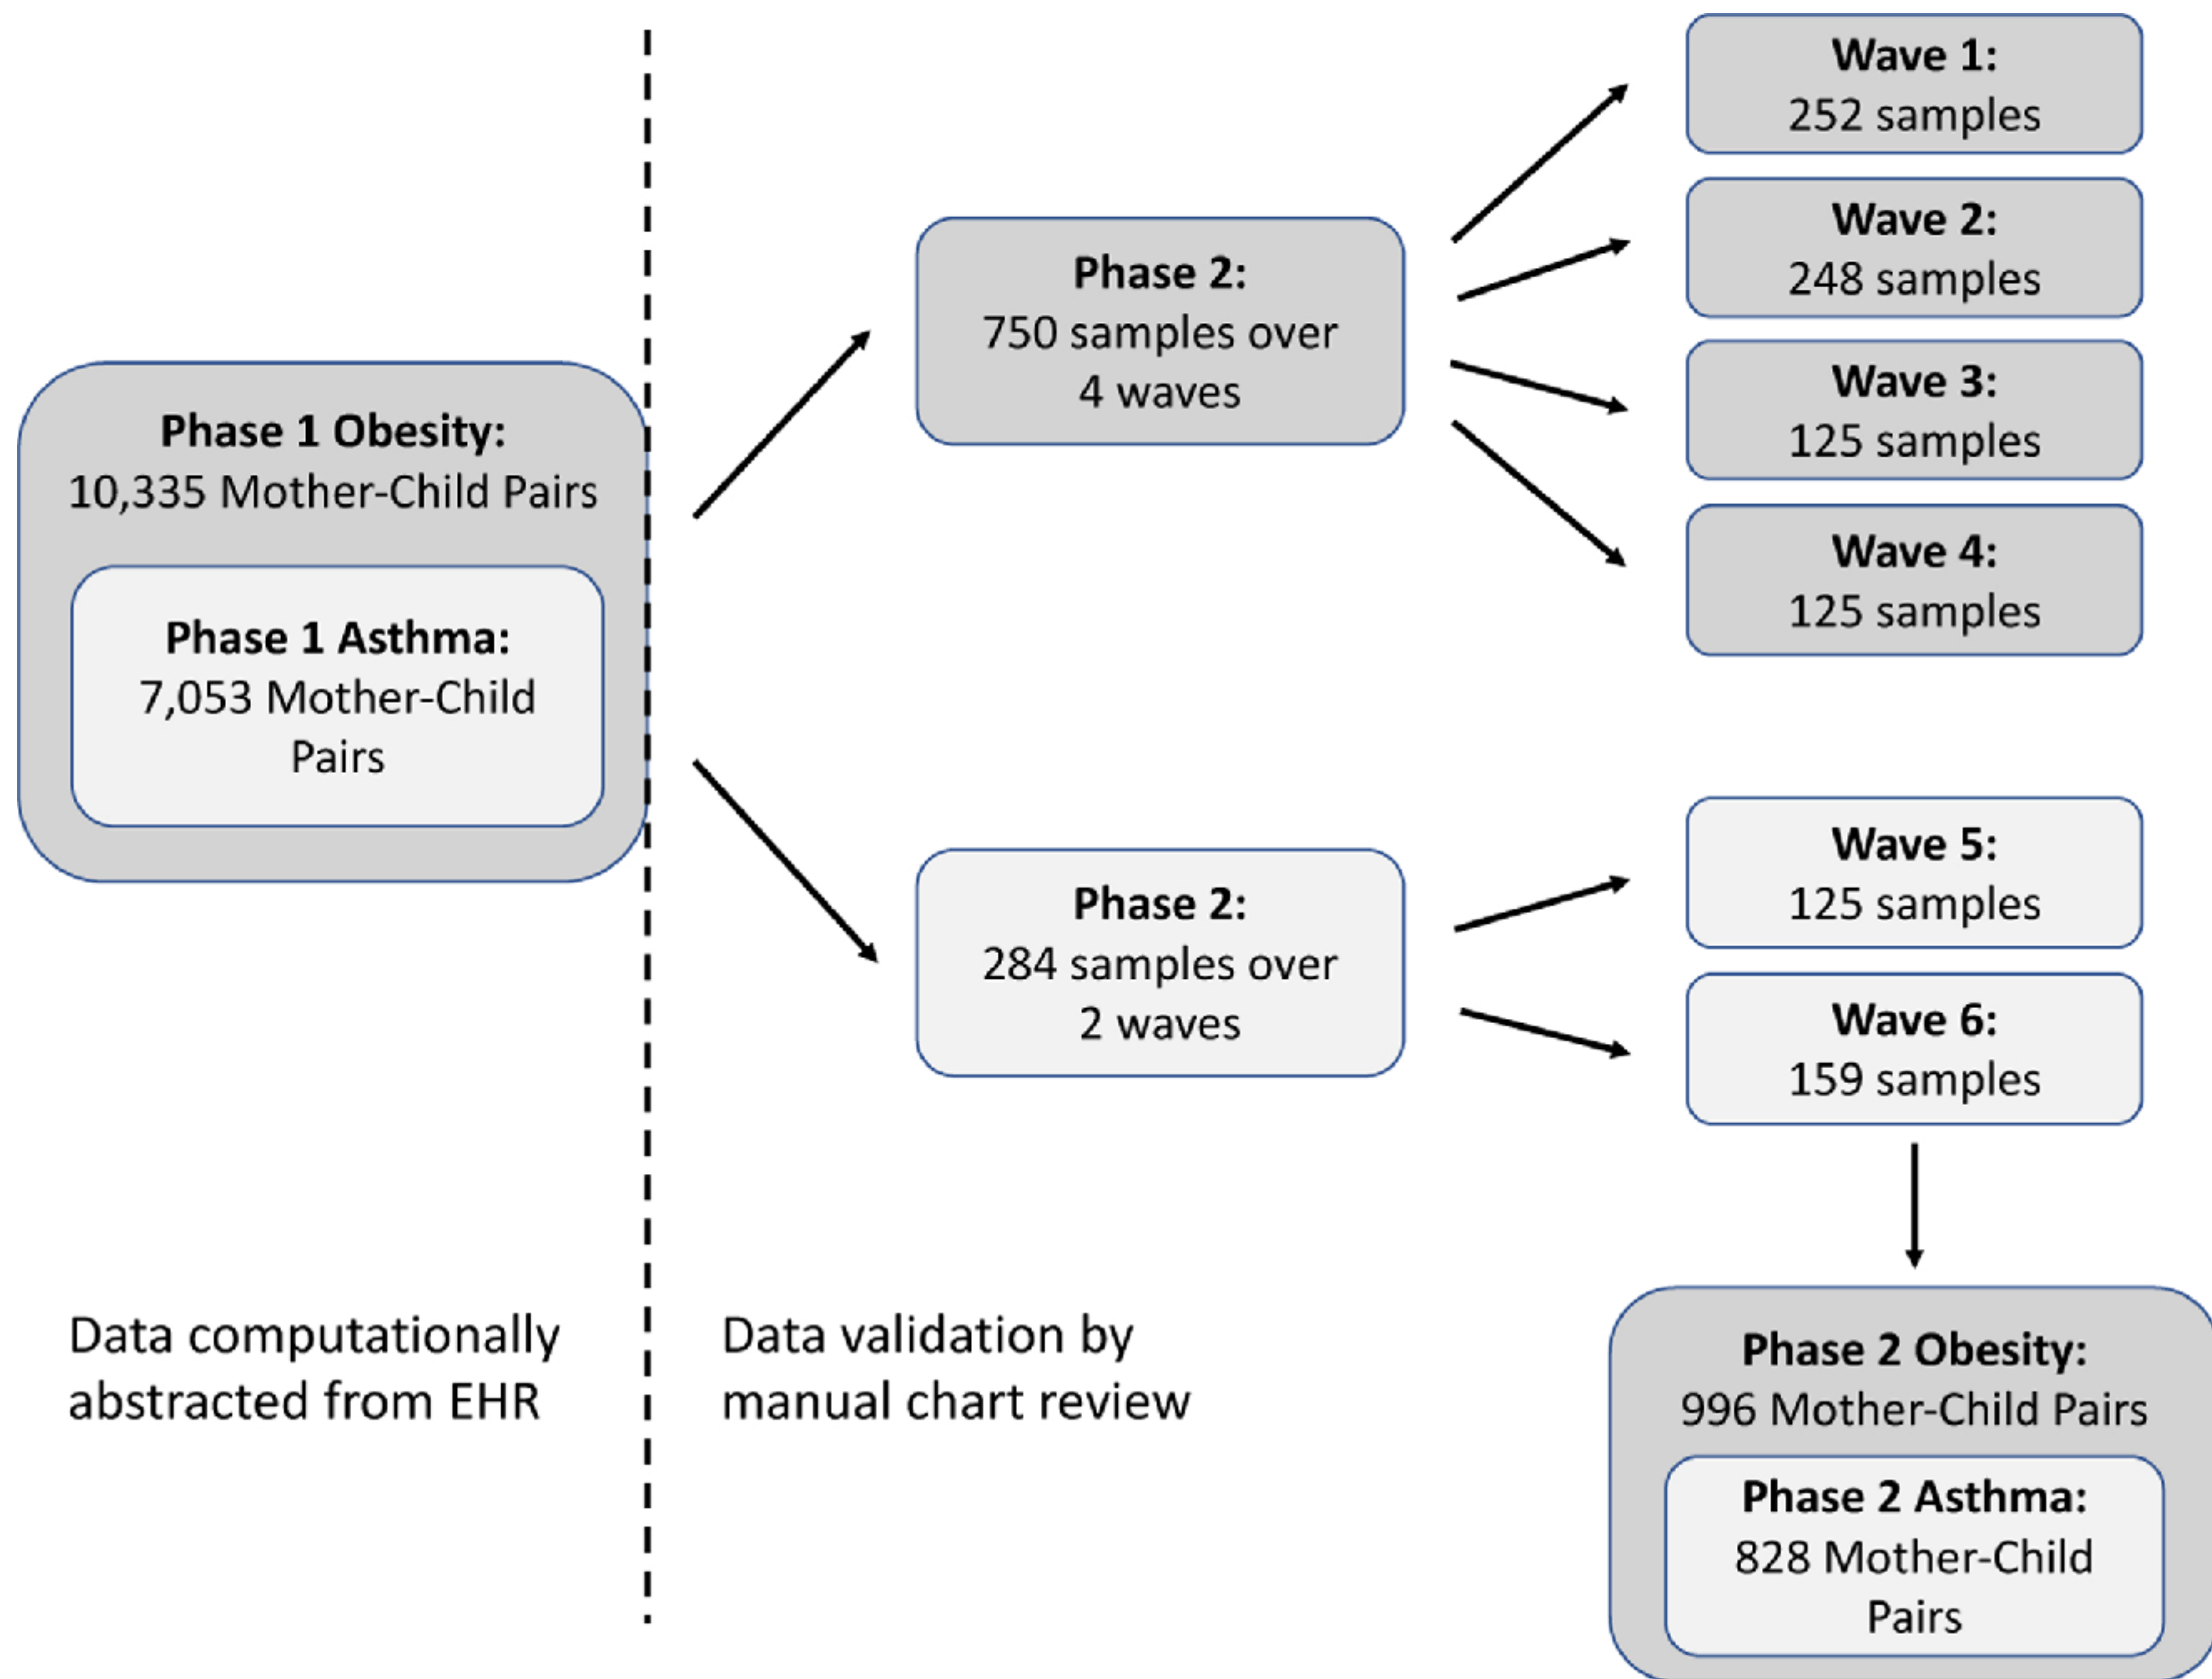 Phase 1 Obesity:
10,335 Mother-Child Pairs
Phase 1 Asthma:
7,053 Mother-Child
Pairs
Data computationally
abstracted from EHR
Phase 2:
750 samples over
4 waves
Phase 2:
284 samples over
2 waves
Data validation by
manual chart review
Wave 1:
252 samples
Wave 2:
248 samples
Wave 3:
125 samples
Wave 4:
125 samples
Wave 5:
125 samples
Wave 6:
159 samples
Phase 2 Obesity:
996 Mother-Child Pairs
Phase 2 Asthma:
828 Mother-Child
Pairs